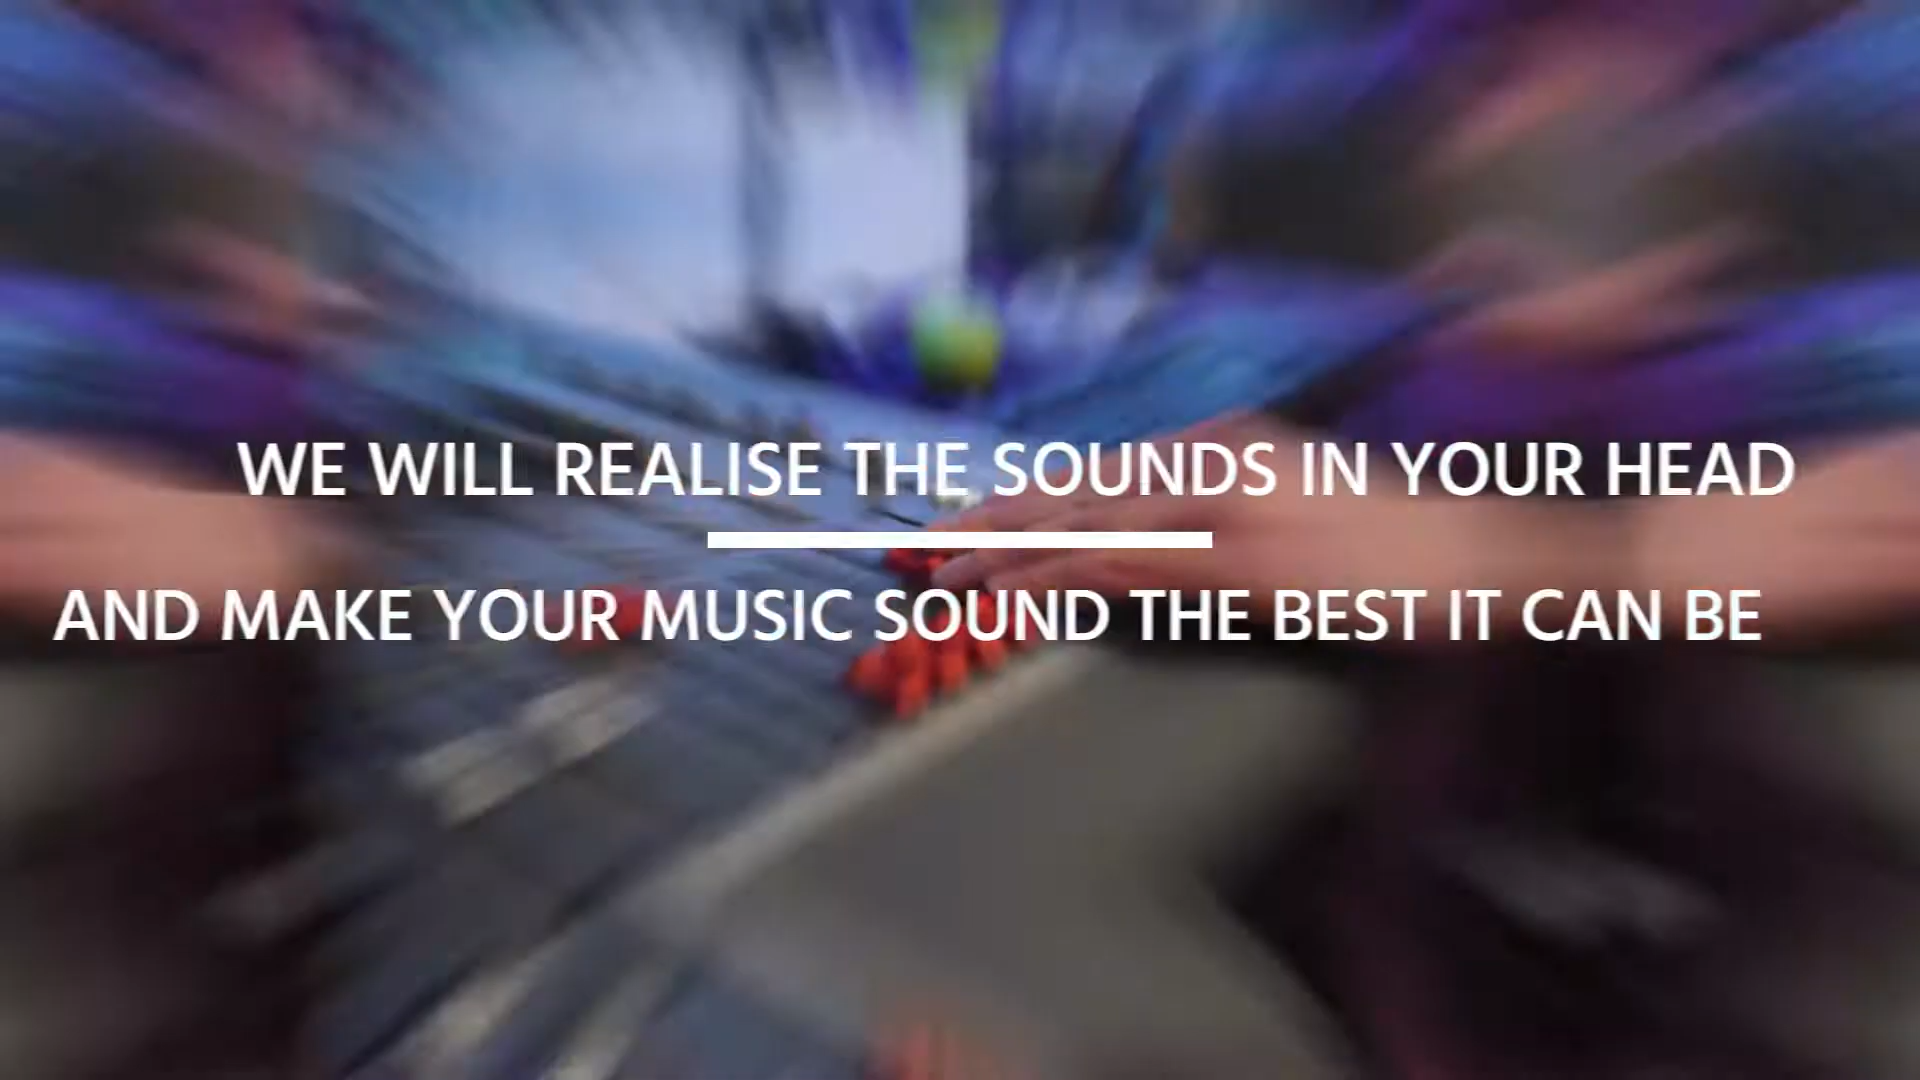 WE WILL REALISE THE SOUNDS IN YOUR HEAD
AND MAKE YOUR MUSIC SOUND THE BEST IT CAN BE